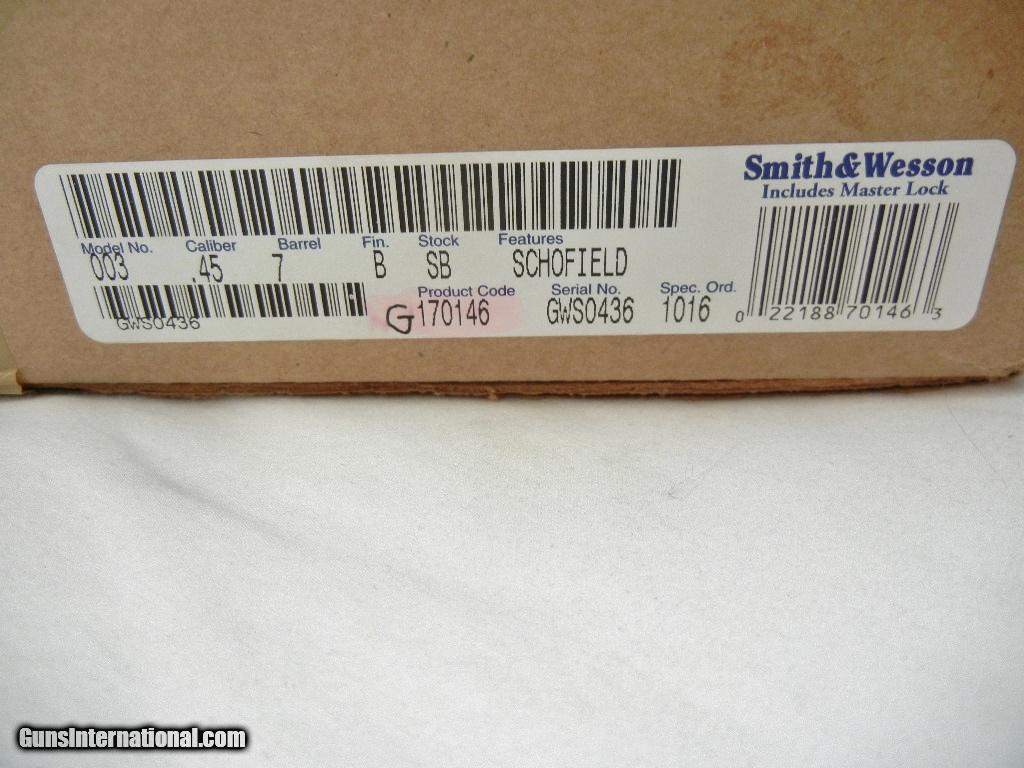 Smith&Wesson
Includes Master Lock
Model No. Caliber Barrel Fin. Stock Features
003 .45 7 B SB SCHOFIELD
Product Code Serial No. Spec. Ord.
G170146 GWS0436 1016
GWS0436
0 22188 70146 3
GunsInternational.com